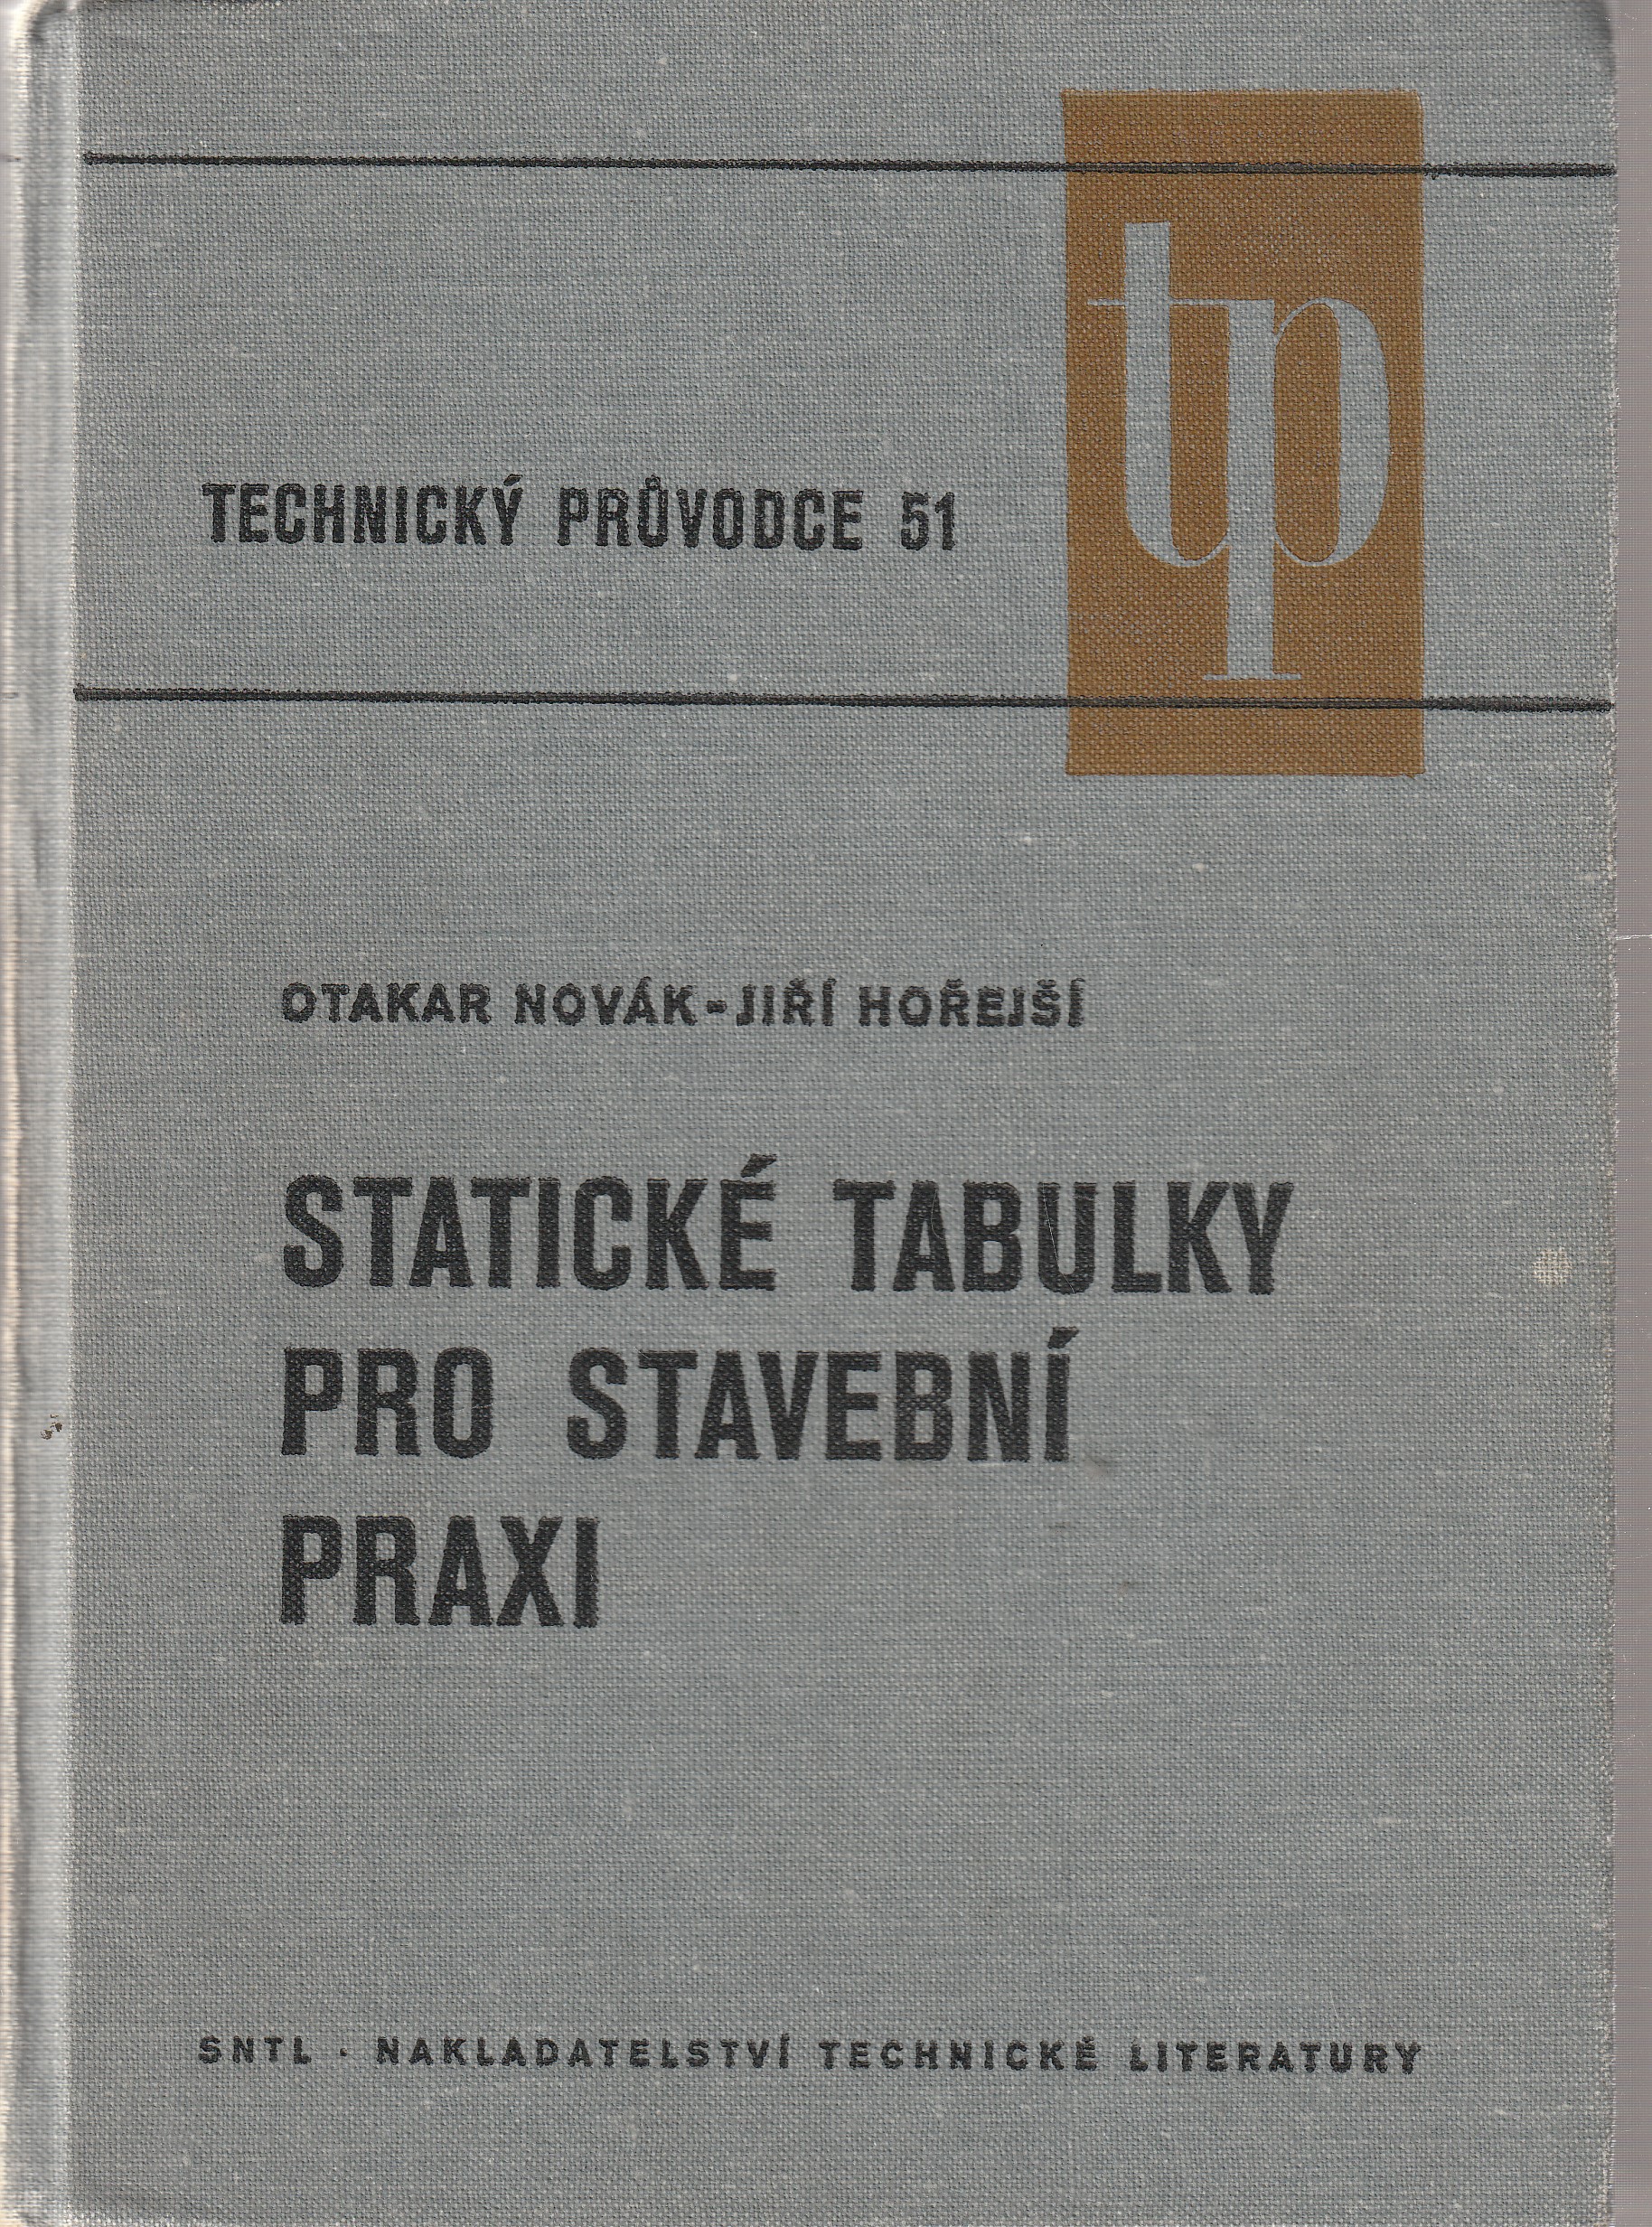 tp
TECHNICKÝ PRŮVODCE 51
OTAKAR NOVÁK-JIŘÍ HOŘEJŠÍ
STATICKÉ TABULKY
PRO STAVEBNÍ
PRAXI
SNTL · NAKLADATELSTVÍ TECHNICKÉ LITERATURY